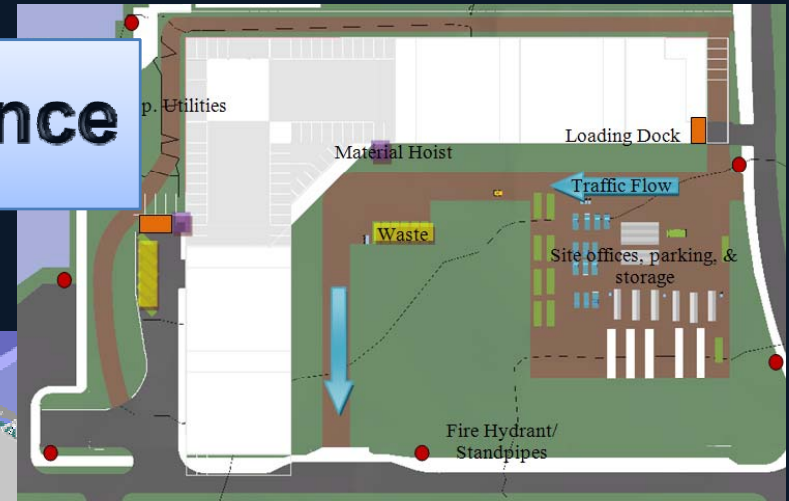 nce
p. Utilities
Material Hoist
Loading Dock
Traffic Flow
Waste
Site offices, parking, &
storage
Fire Hydrant/
Standpipes